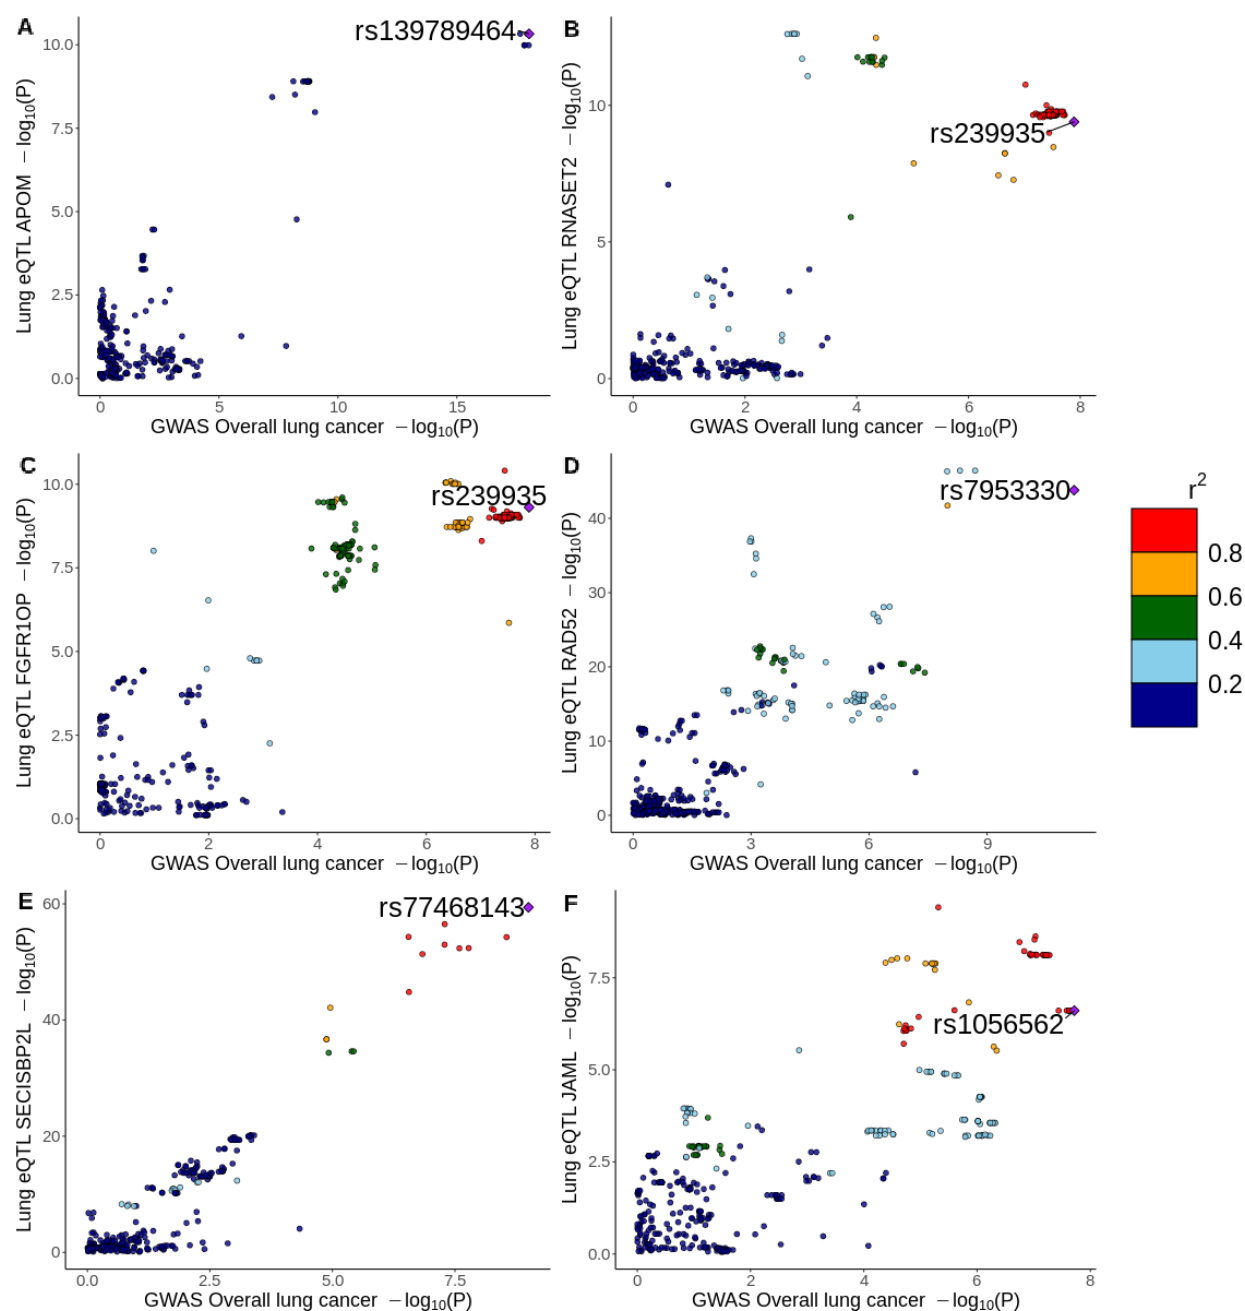 A
Lung eQTL APOM −log10(P)
10.0
7.5
5.0
2.5
0.0
rs139789464
0 5 10 15
GWAS Overall lung cancer −log10(P)
B
Lung eQTL RNASET2 −log10(P)
10
5
0
rs239935
0 2 4 6 8
GWAS Overall lung cancer −log10(P)
C
Lung eQTL FGFR1OP −log10(P)
10.0
7.5
5.0
2.5
0.0
rs239935
0 2 4 6 8
GWAS Overall lung cancer −log10(P)
D
Lung eQTL RAD52 −log10(P)
40
30
20
10
0
rs7953330
0 3 6 9
GWAS Overall lung cancer −log10(P)
r2
0.8
0.6
0.4
0.2
E
Lung eQTL SECISBP2L −log10(P)
60
40
20
0
rs77468143
0.0 2.5 5.0 7.5
GWAS Overall lung cancer −log10(P)
F
Lung eQTL JAML −log10(P)
7.5
5.0
2.5
0.0
rs1056562
0 2 4 6 8
GWAS Overall lung cancer −log10(P)